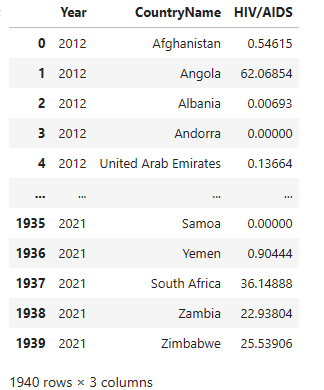 Year CountryName HIV/AIDS
0 2012 Afghanistan 0.54615
1 2012 Angola 62.06854
2 2012 Albania 0.00693
3 2012 Andorra 0.00000
4 2012 United Arab Emirates 0.13664
... ... ... ...
1935 2021 Samoa 0.00000
1936 2021 Yemen 0.90444
1937 2021 South Africa 36.14888
1938 2021 Zambia 22.93804
1939 2021 Zimbabwe 25.53906
1940 rows × 3 columns